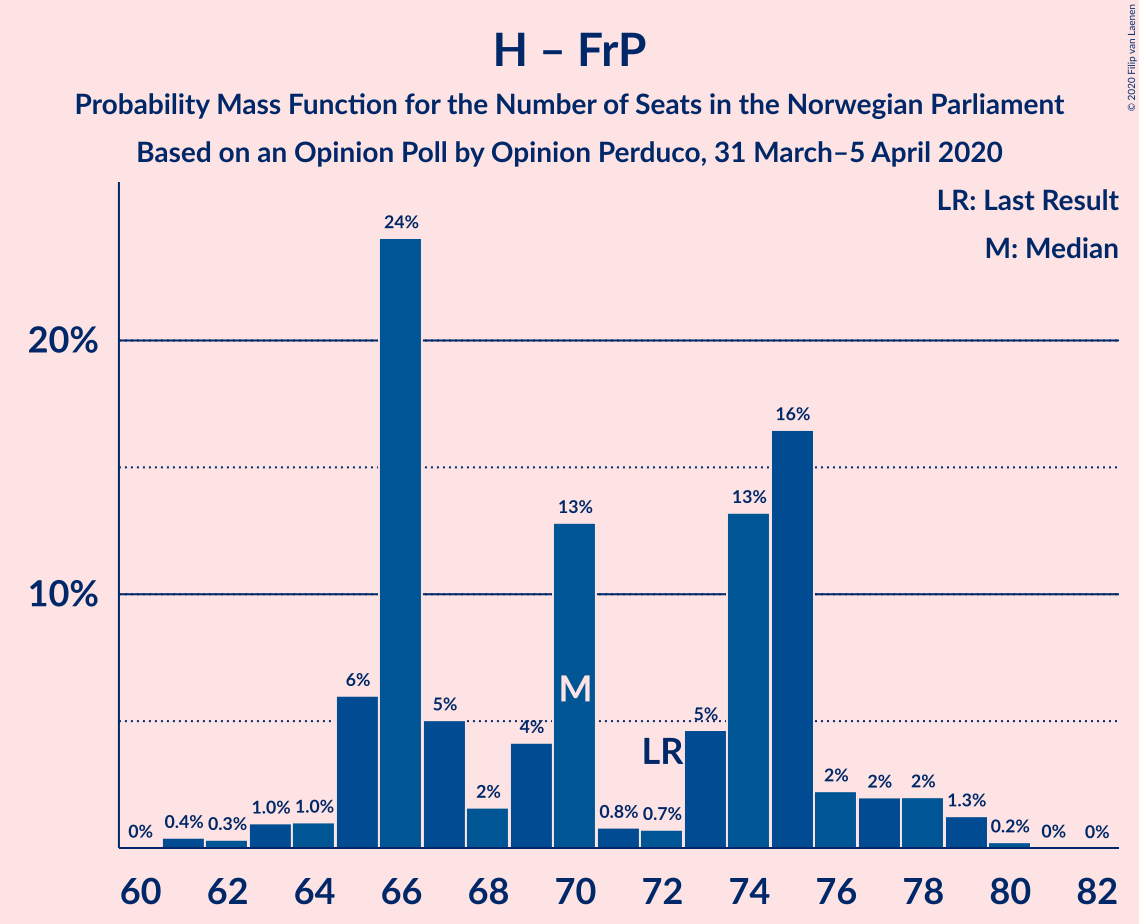 H – FrP
Probability Mass Function for the Number of Seats in the Norwegian Parliament
Based on an Opinion Poll by Opinion Perduco, 31 March–5 April 2020
© 2020 Filip van Laenen
LR: Last Result
M: Median
20%
10%
0%
0.4%
0.3%
1.0%
1.0%
6%
24%
5%
2%
4%
13%
0.8%
0.7%
5%
13%
16%
2%
2%
2%
1.3%
0.2%
0%
0%
M
LR
60 62 64 66 68 70 72 74 76 78 80 82